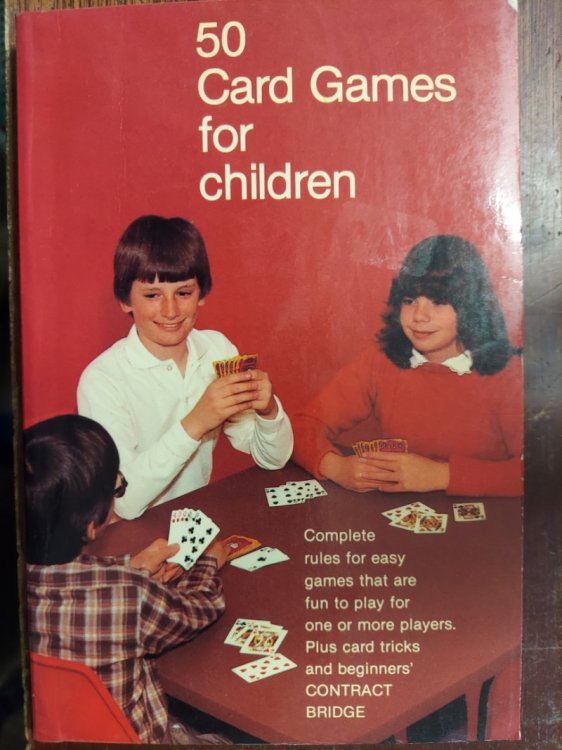 50
Card Games
for
children
Complete
rules for easy
games that are
fun to play for
one or more players.
Plus card tricks
and beginners'
CONTRACT
BRIDGE